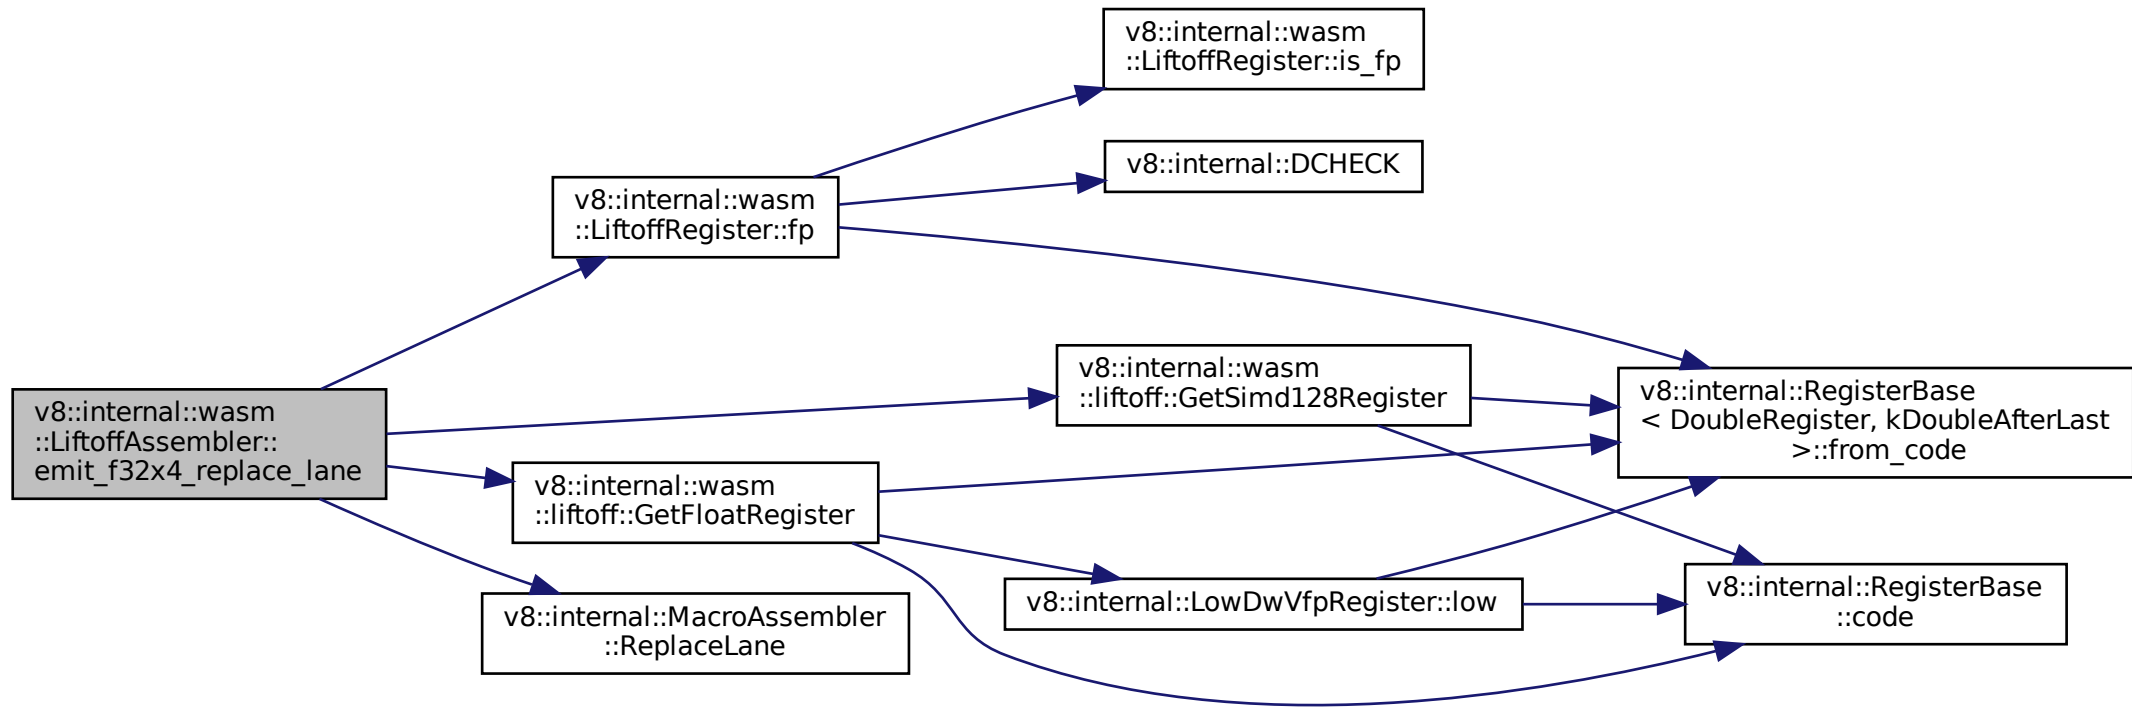 v8::internal::wasm
::LiftoffAssembler::
emit_f32x4_replace_lane
v8::internal::wasm
::LiftoffRegister::fp
v8::internal::wasm
::LiftoffRegister::is_fp
v8::internal::DCHECK
v8::internal::RegisterBase
< DoubleRegister, kDoubleAfterLast
>::from_code
v8::internal::wasm
::liftoff::GetSimd128Register
v8::internal::RegisterBase
::code
v8::internal::wasm
::liftoff::GetFloatRegister
v8::internal::LowDwVfpRegister::low
v8::internal::MacroAssembler
::ReplaceLane